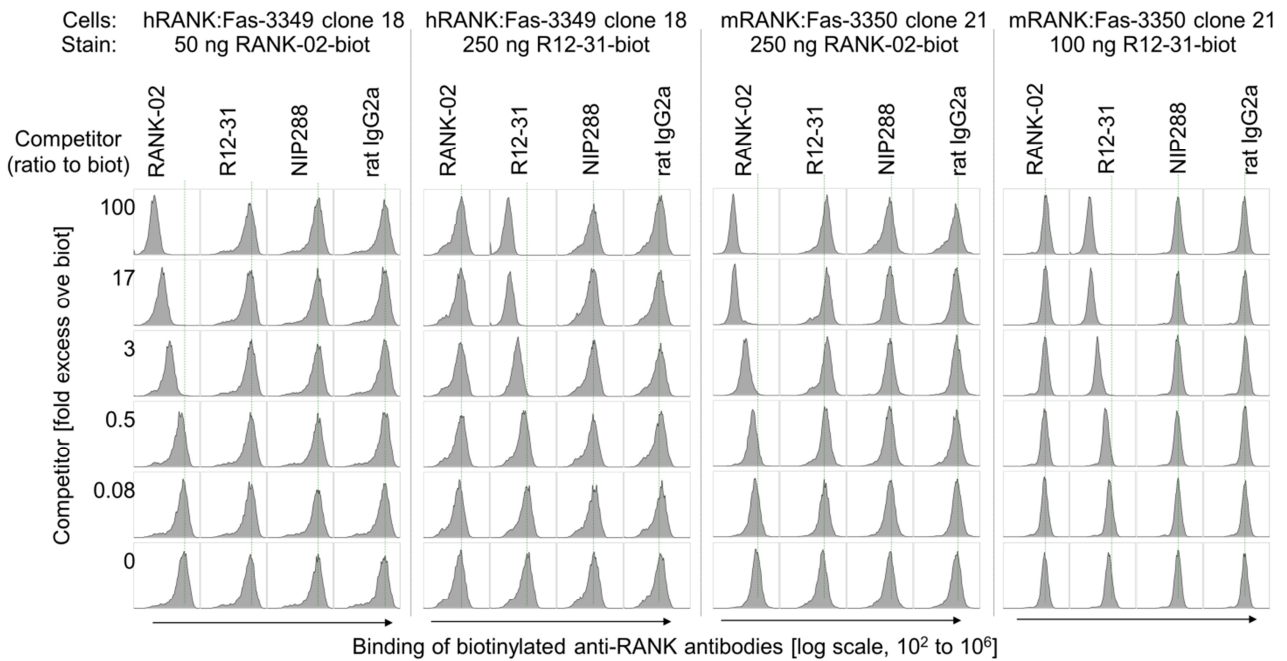 Cells: hRANK:Fas-3349 clone 18 hRANK:Fas-3349 clone 18 mRANK:Fas-3350 clone 21 mRANK:Fas-3350 clone 21
Stain: 50 ng RANK-02-biot 250 ng R12-31-biot 250 ng RANK-02-biot 100 ng R12-31-biot
Competitor
(ratio to biot)
RANK-02 R12-31 NIP288 rat IgG2a RANK-02 R12-31 NIP288 rat IgG2a RANK-02 R12-31 NIP288 rat IgG2a RANK-02 R12-31 NIP288 rat IgG2a
Competitor [fold excess ove biot]
100
17
3
0.5
0.08
0
Binding of biotinylated anti-RANK antibodies [log scale, 10² to 10⁶]